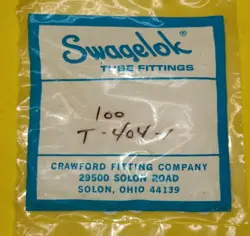 Swagelok®
TUBE FITTINGS
100
T-404-1
CRAWFORD FITTING COMPANY
29500 SOLON ROAD
SOLON, OHIO 44139